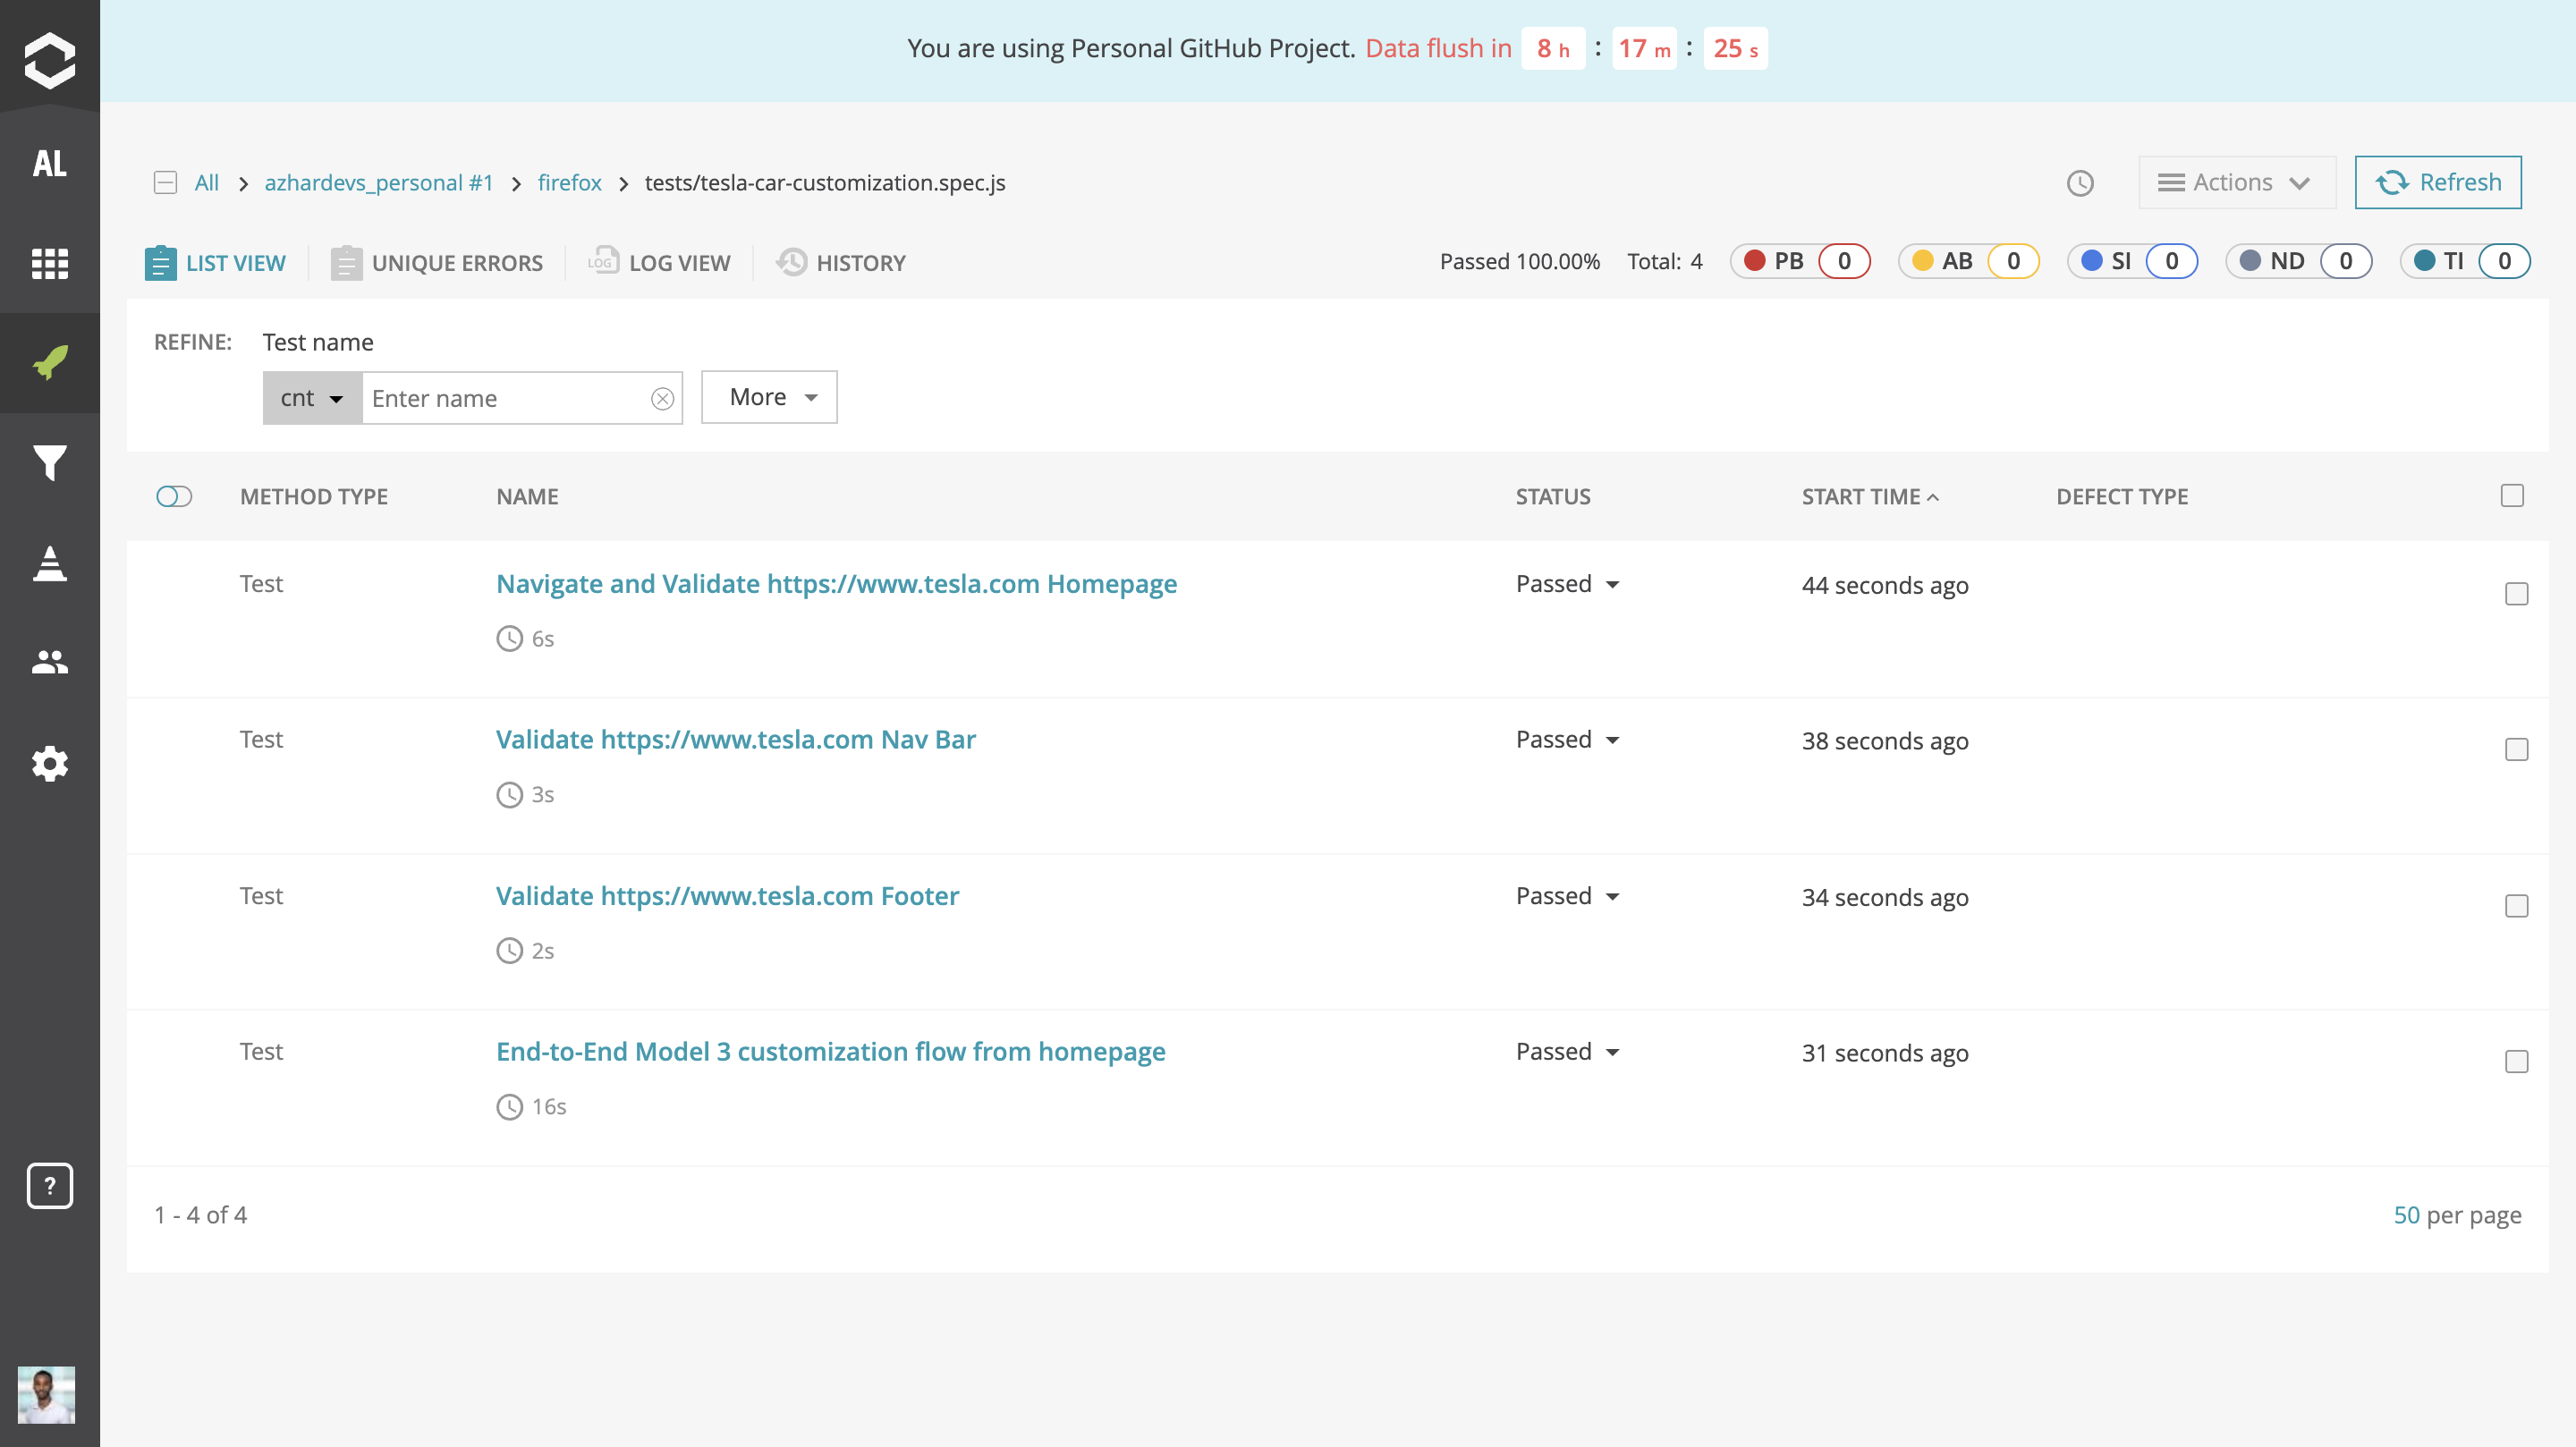 You are using Personal GitHub Project. Data flush in 8 h : 17 m : 25 s
AL
All > azhardevs_personal #1 > firefox > tests/tesla-car-customization.spec.js
Actions
Refresh
LIST VIEW
UNIQUE ERRORS
LOG
LOG VIEW
HISTORY
Passed 100.00% Total: 4 PB 0 AB 0 SI 0 ND 0 TI 0
REFINE: Test name
cnt Enter name More
METHOD TYPE NAME STATUS START TIME DEFECT TYPE
Test Navigate and Validate https://www.tesla.com Homepage Passed 44 seconds ago
6s
Test Validate https://www.tesla.com Nav Bar Passed 38 seconds ago
3s
Test Validate https://www.tesla.com Footer Passed 34 seconds ago
2s
Test End-to-End Model 3 customization flow from homepage Passed 31 seconds ago
16s
?
1 - 4 of 4 50 per page